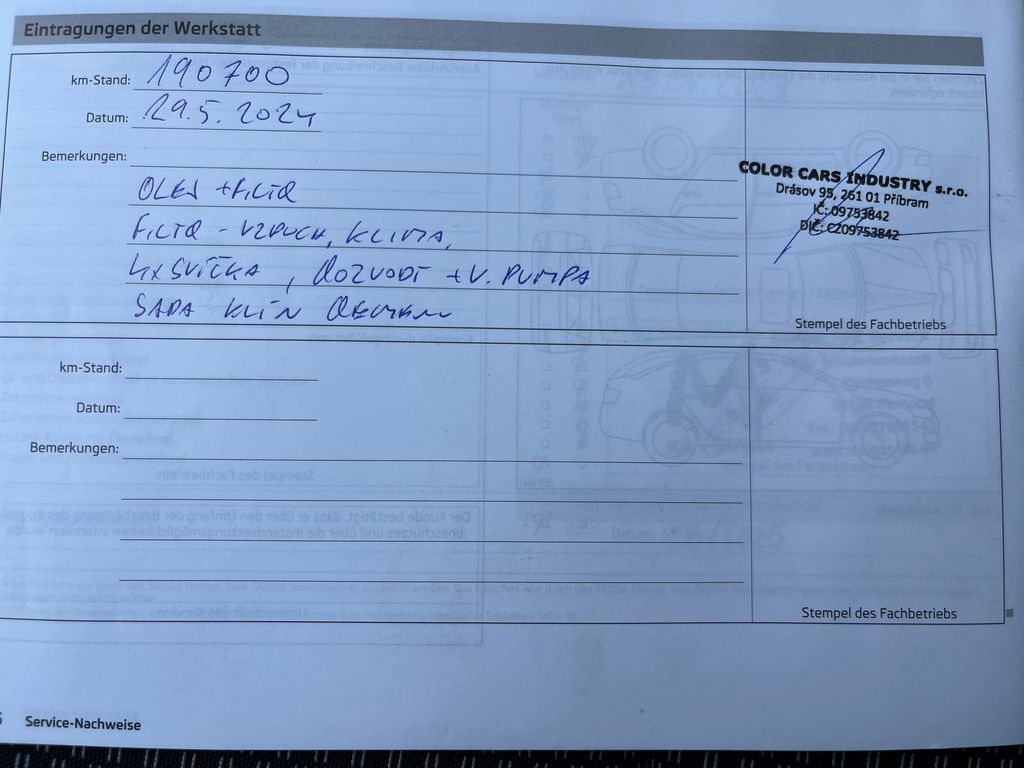 Eintragungen der Werkstatt
km-Stand: 190700
Datum: 29.5.2024
Bemerkungen:
OLEJ + FILTR
FILTR - VZDUCH, KLIMA,
4X SVÍČKA, ROZVODY + V. PUMPA
SADA KLÍN ŘEMEN
COLOR CARS INDUSTRY s.r.o.
Drásov 95, 261 01 Příbram
IČ: 09753842
DIČ: CZ09753842
Stempel des Fachbetriebs
km-Stand:
Datum:
Bemerkungen:
Stempel des Fachbetriebs
Service-Nachweise